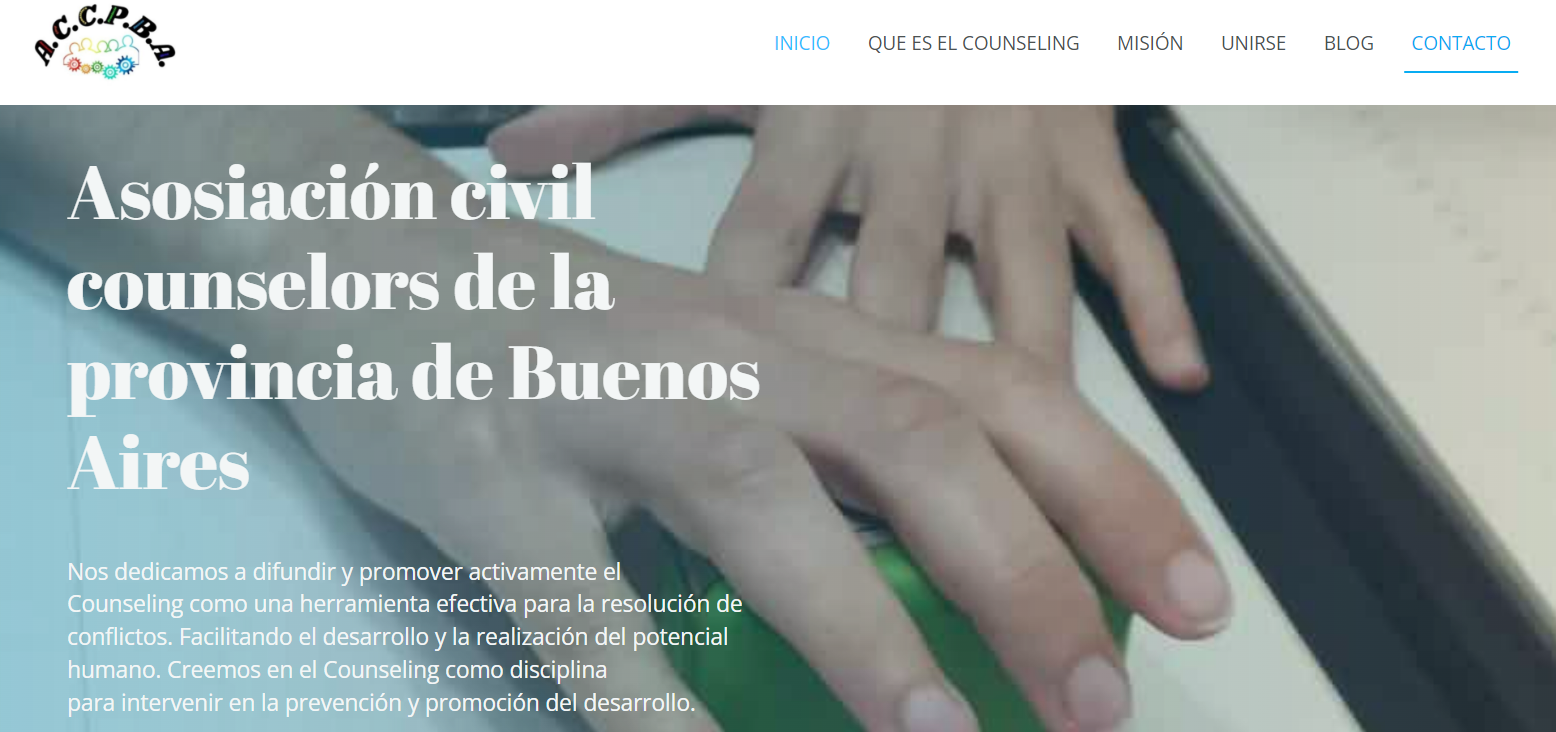 A.C.C.P.B.A.
INICIO QUE ES EL COUNSELING MISIÓN UNIRSE BLOG CONTACTO
Asosiación civil
counselors de la
provincia de Buenos
Aires
Nos dedicamos a difundir y promover activamente el
Counseling como una herramienta efectiva para la resolución de
conflictos. Facilitando el desarrollo y la realización del potencial
humano. Creemos en el Counseling como disciplina
para intervenir en la prevención y promoción del desarrollo.